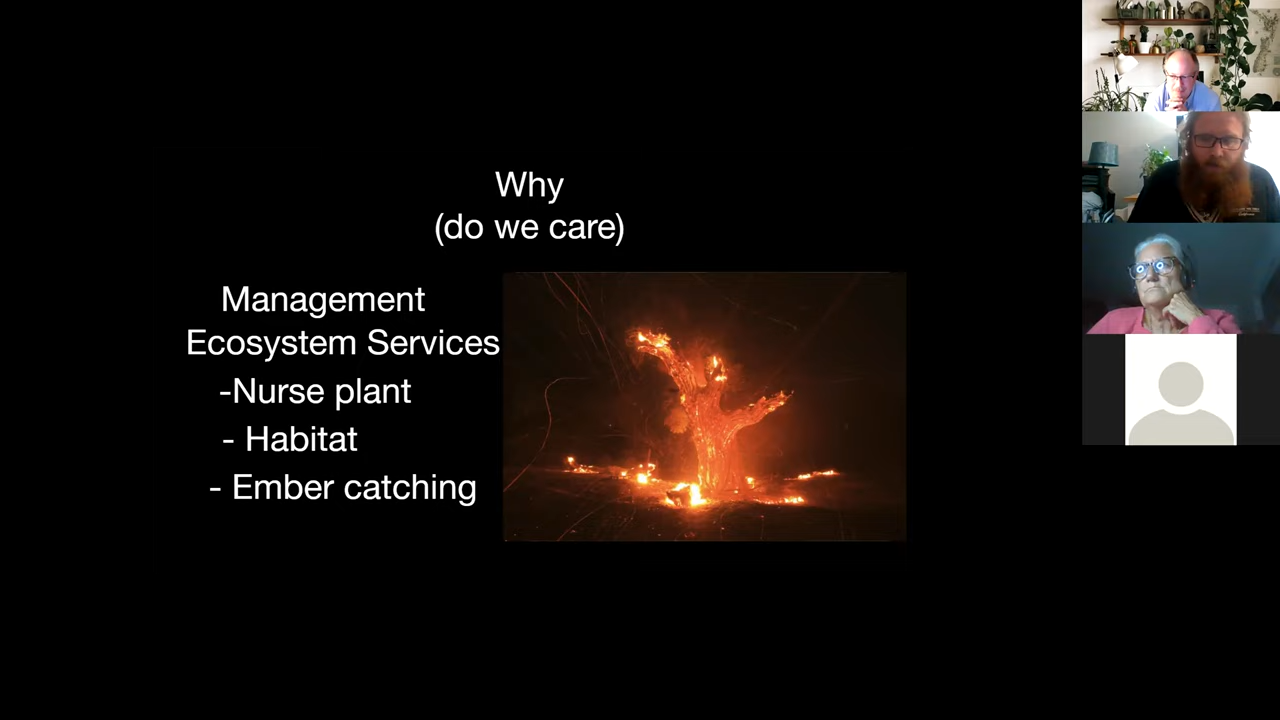 Why
(do we care)
Management
Ecosystem Services
-Nurse plant
- Habitat
- Ember catching